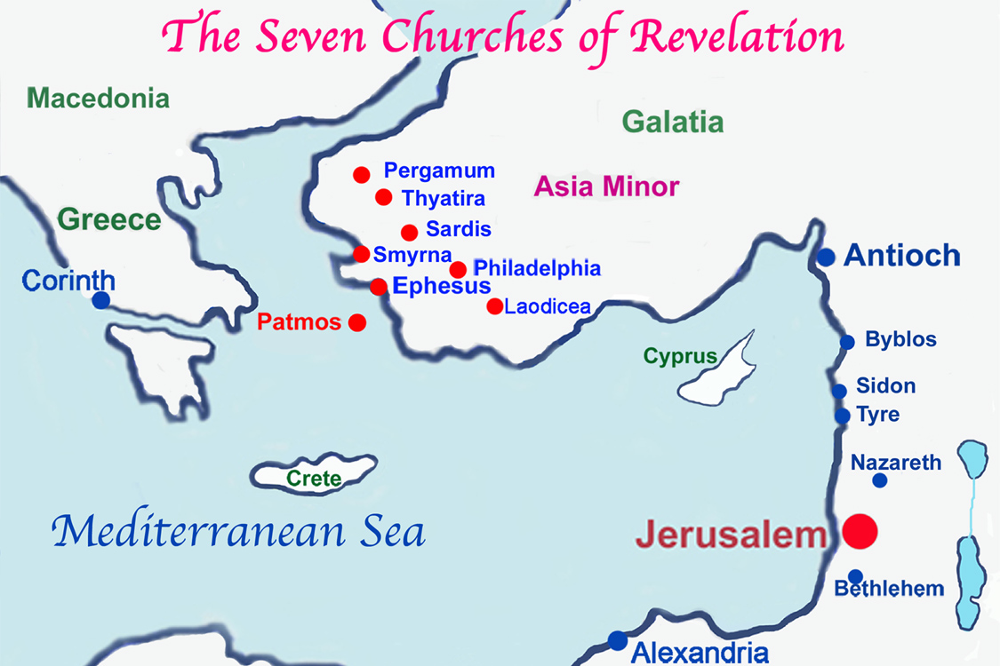 The Seven Churches of Revelation
Macedonia
Galatia
Pergamum
Asia Minor
Thyatira
Greece
Sardis
Smyrna
Antioch
Philadelphia
Corinth
Ephesus
Laodicea
Patmos
Byblos
Cyprus
Sidon
Tyre
Nazareth
Crete
Mediterranean Sea
Jerusalem
Bethlehem
Alexandria